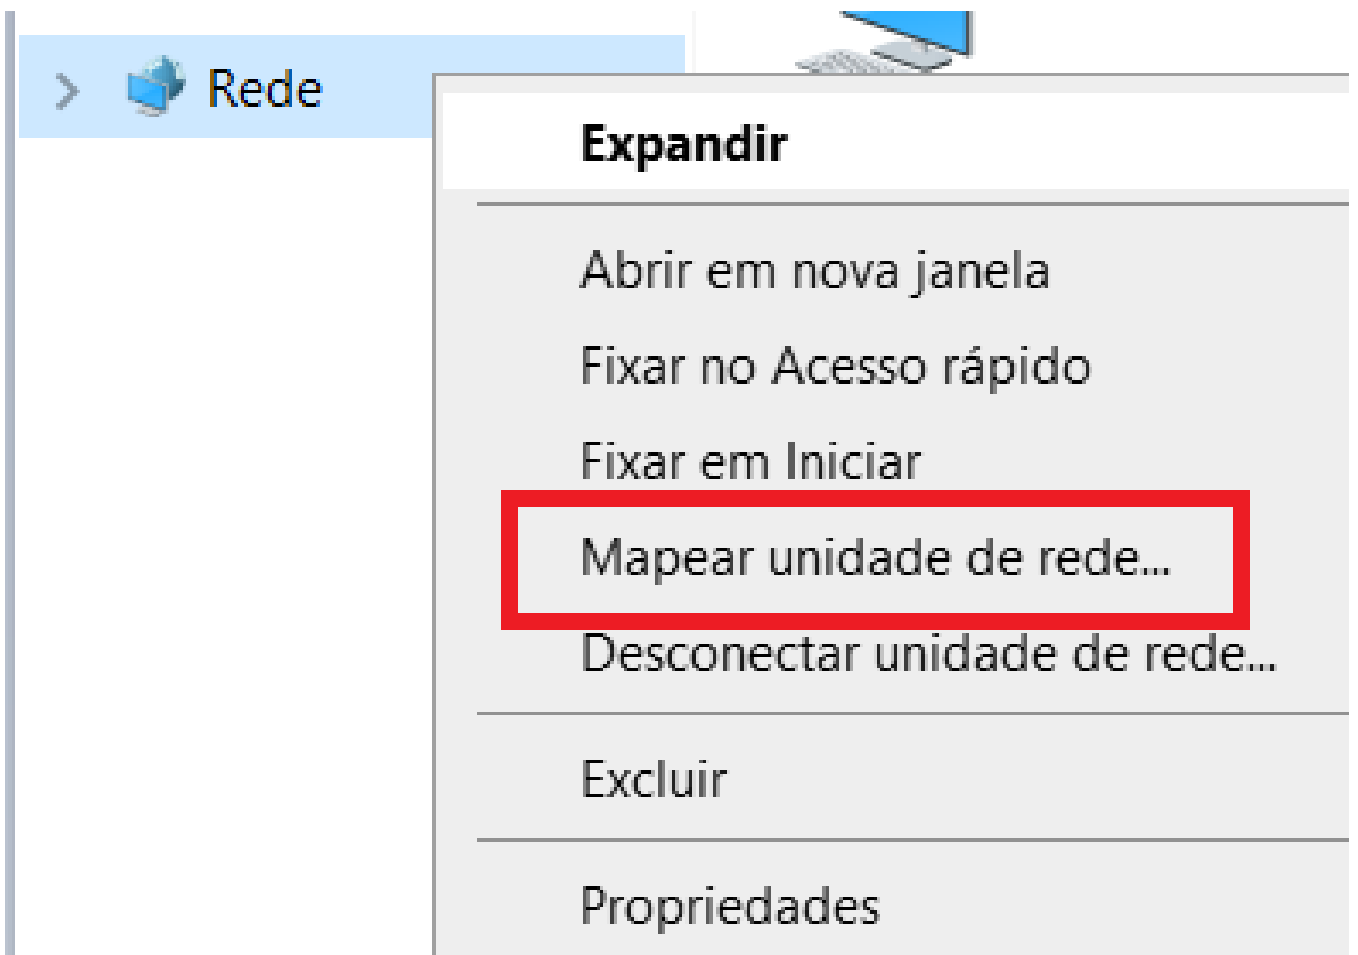 Rede
Expandir
Abrir em nova janela
Fixar no Acesso rápido
Fixar em Iniciar
Mapear unidade de rede...
Desconectar unidade de rede...
Excluir
Propriedades